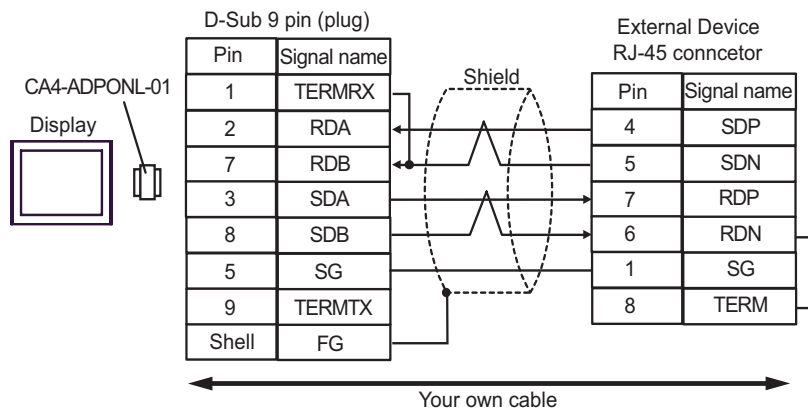 D-Sub 9 pin (plug)
External Device
RJ-45 conncetor
CA4-ADPONL-01
Display
Shield
Pin Signal name
1 TERMRX
2 RDA
7 RDB
3 SDA
8 SDB
5 SG
9 TERMTX
Shell FG
Pin Signal name
4 SDP
5 SDN
7 RDP
6 RDN
1 SG
8 TERM
Your own cable